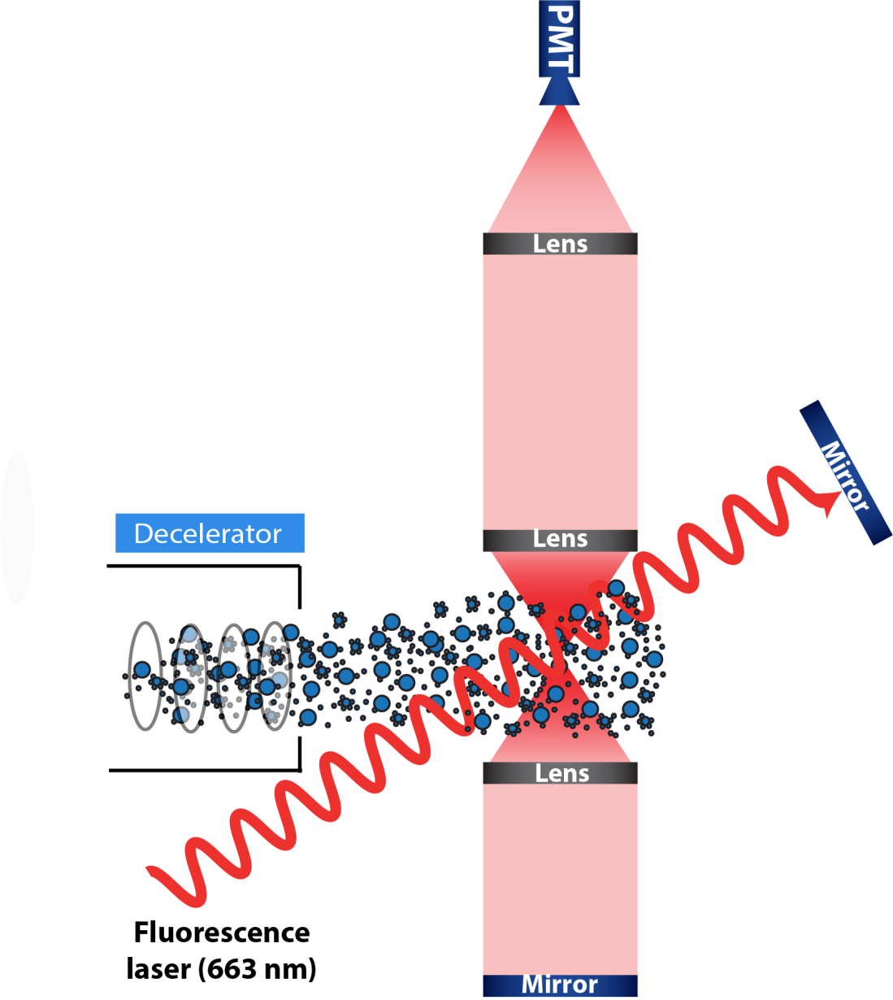 PMT
Lens
Lens
Mirror
Decelerator
Lens
Fluorescence
laser (663 nm)
Mirror